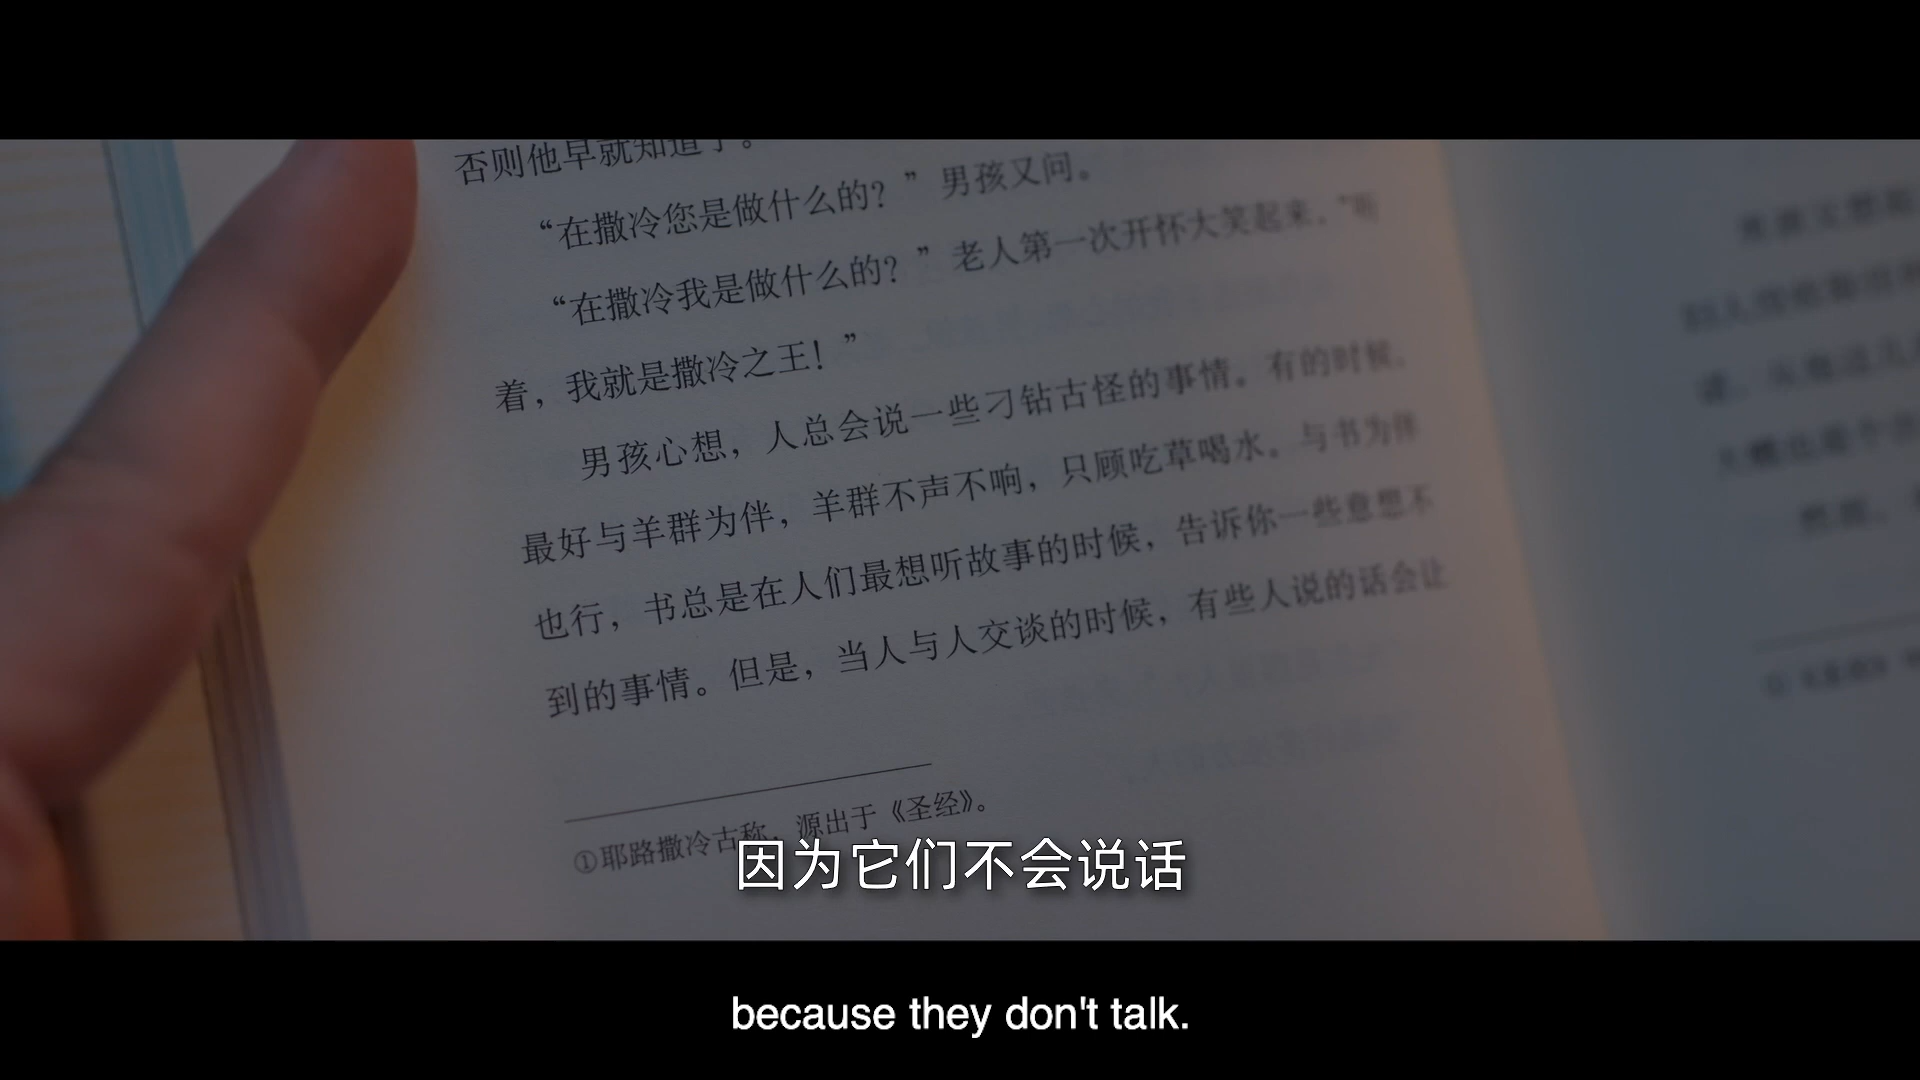 否则他早就知道了。
“在撒冷您是做什么的？”男孩又问。
“在撒冷我是做什么的？”老人第一次开怀大笑起来，“听
着，我就是撒冷之王！”
男孩心想，人总会说一些刁钻古怪的事情。有的时候，
最好与羊群为伴，羊群不声不响，只顾吃草喝水。与书为伴
也行，书总是在人们最想听故事的时候，告诉你一些意想不
到的事情。但是，当人与人交谈的时候，有些人说的话会让
①耶路撒冷古称，源出于《圣经》。
因为它们不会说话
because they don't talk.